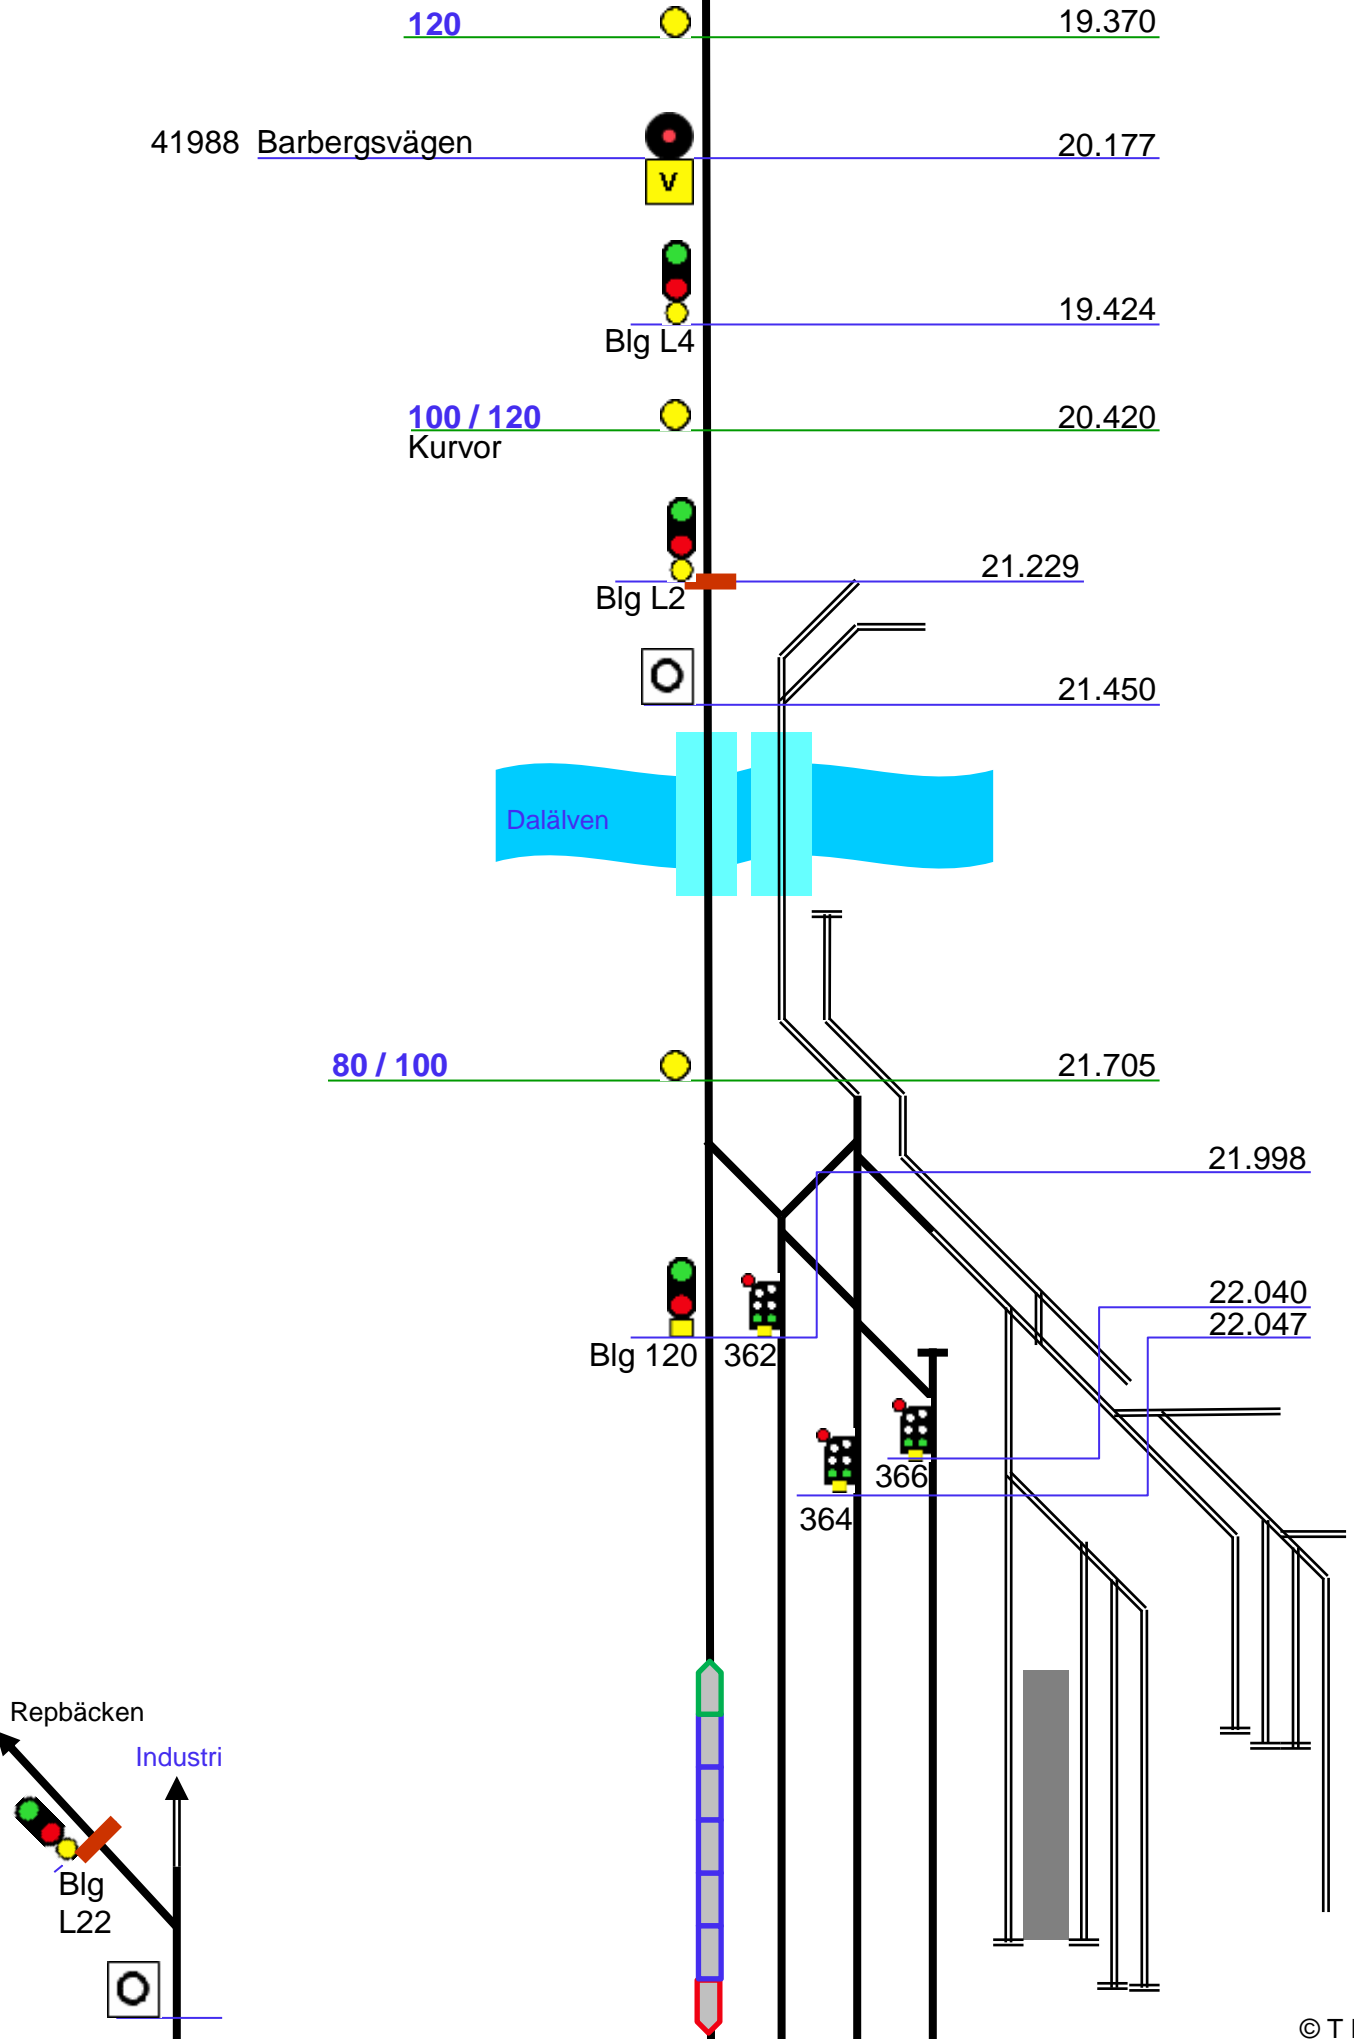 120 19.370
41988 Barbergsvägen 20.177
V
19.424
Blg L4
100 / 120 20.420
Kurvor
21.229
Blg L2
O
21.450
Dalälven
80 / 100 21.705
21.998
22.040
22.047
Blg 120 362
366
364
Repbäcken
Industri
Blg
L22
O
© T